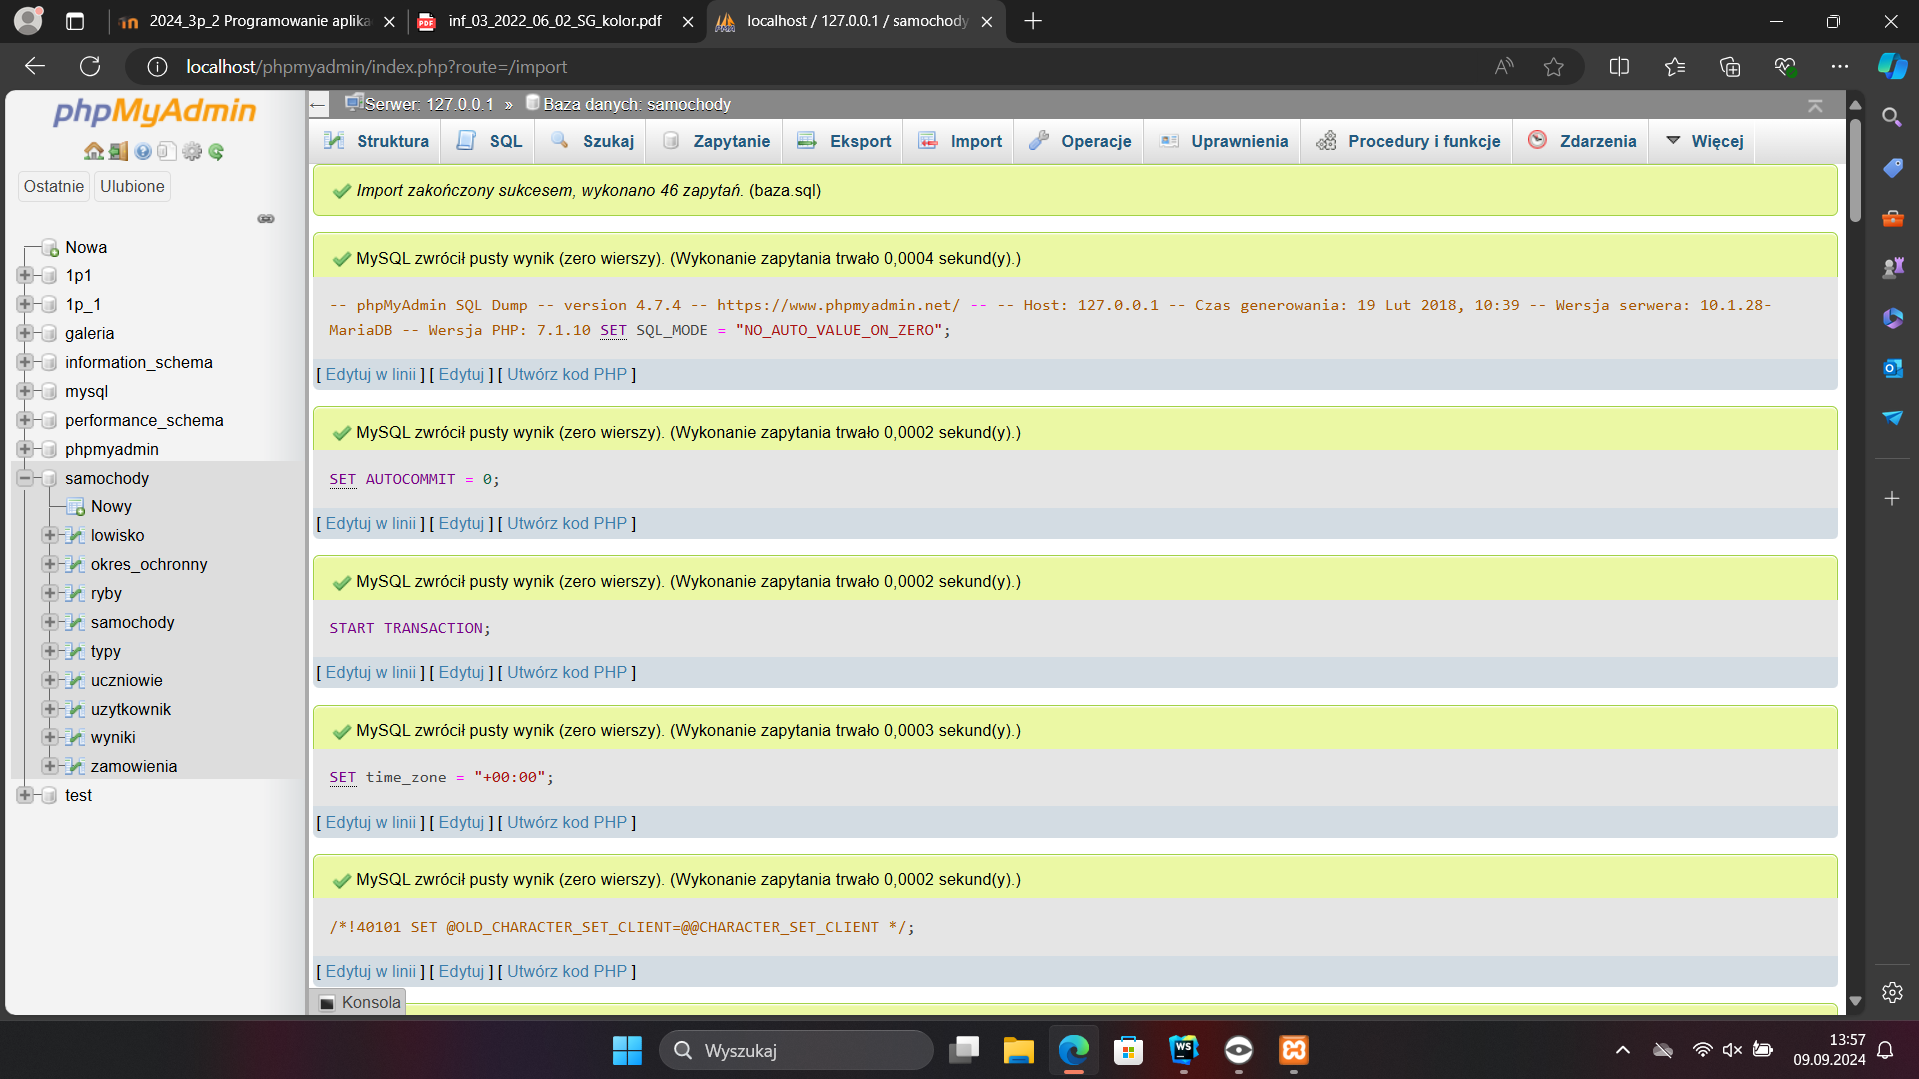 2024_3p_2 Programowanie aplika
inf_03_2022_06_02_SG_kolor.pdf
localhost / 127.0.0.1 / samochody
localhost/phpmyadmin/index.php?route=/import
phpMyAdmin
Ostatnie
Ulubione
Nowa
1p1
1p_1
galeria
information_schema
mysql
performance_schema
phpmyadmin
samochody
Nowy
lowisko
okres_ochronny
ryby
samochody
typy
uczniowie
uzytkownik
wyniki
zamowienia
test
Serwer: 127.0.0.1 » Baza danych: samochody
Struktura
SQL
Szukaj
Zapytanie
Eksport
Import
Operacje
Uprawnienia
Procedury i funkcje
Zdarzenia
Więcej
Import zakończony sukcesem, wykonano 46 zapytań. (baza.sql)
MySQL zwrócił pusty wynik (zero wierszy). (Wykonanie zapytania trwało 0,0004 sekund(y).)
-- phpMyAdmin SQL Dump -- version 4.7.4 -- https://www.phpmyadmin.net/ -- -- Host: 127.0.0.1 -- Czas generowania: 19 Lut 2018, 10:39 -- Wersja serwera: 10.1.28-
MariaDB -- Wersja PHP: 7.1.10 SET SQL_MODE = "NO_AUTO_VALUE_ON_ZERO";
[ Edytuj w linii ] [ Edytuj ] [ Utwórz kod PHP ]
MySQL zwrócił pusty wynik (zero wierszy). (Wykonanie zapytania trwało 0,0002 sekund(y).)
SET AUTOCOMMIT = 0;
[ Edytuj w linii ] [ Edytuj ] [ Utwórz kod PHP ]
MySQL zwrócił pusty wynik (zero wierszy). (Wykonanie zapytania trwało 0,0002 sekund(y).)
START TRANSACTION;
[ Edytuj w linii ] [ Edytuj ] [ Utwórz kod PHP ]
MySQL zwrócił pusty wynik (zero wierszy). (Wykonanie zapytania trwało 0,0003 sekund(y).)
SET time_zone = "+00:00";
[ Edytuj w linii ] [ Edytuj ] [ Utwórz kod PHP ]
MySQL zwrócił pusty wynik (zero wierszy). (Wykonanie zapytania trwało 0,0002 sekund(y).)
/*!40101 SET @OLD_CHARACTER_SET_CLIENT=@@CHARACTER_SET_CLIENT */;
[ Edytuj w linii ] [ Edytuj ] [ Utwórz kod PHP ]
Konsola
Wyszukaj
13:57
09.09.2024